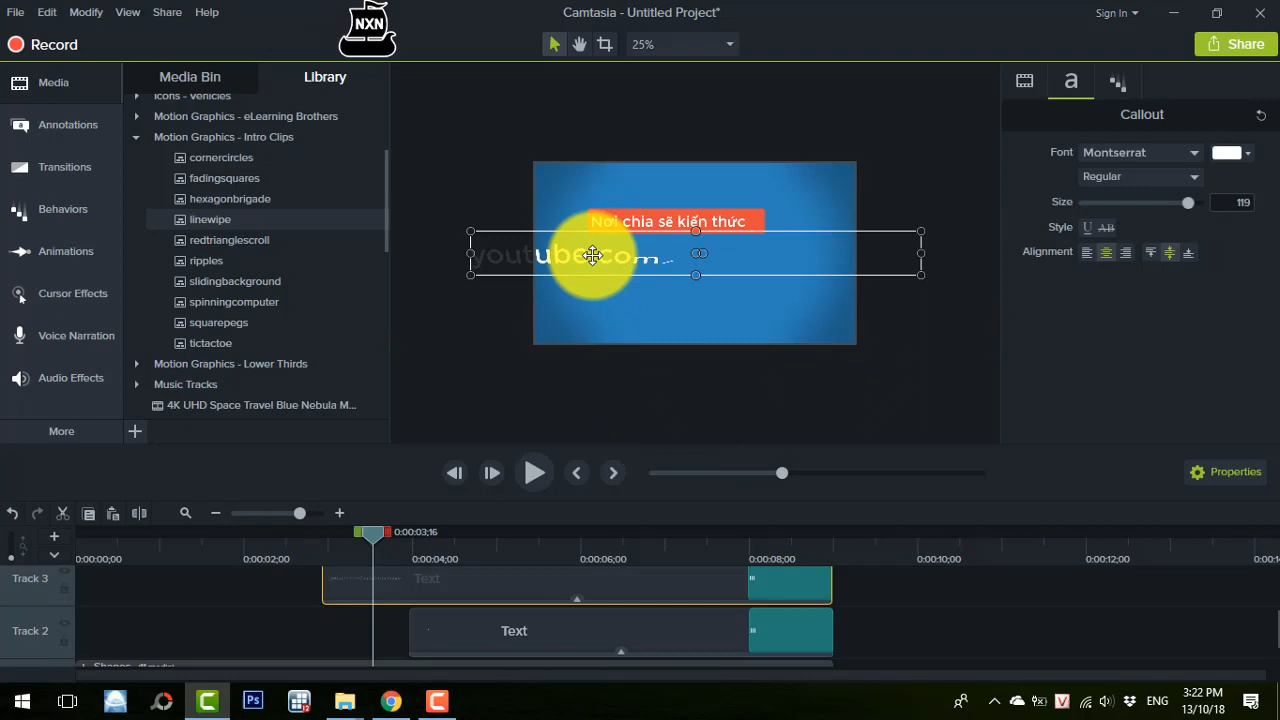 File Edit Modify View Share Help
NXN
Camtasia - Untitled Project*
Sign In
Record
25%
Share
Media
Annotations
Transitions
Behaviors
Animations
Cursor Effects
Voice Narration
Audio Effects
More
Media Bin
Library
Icons - Vehicles
Motion Graphics - eLearning Brothers
Motion Graphics - Intro Clips
cornercircles
fadingsquares
hexagonbrigade
linewipe
redtrianglescroll
ripples
slidingbackground
spinningcomputer
squarepegs
tictactoe
Motion Graphics - Lower Thirds
Music Tracks
4K UHD Space Travel Blue Nebula M...
Nơi chia sẽ kiến thức
youtube.com
a
Callout
Font Montserrat
Regular
Size 119
Style U AB
Alignment
Properties
0:00:03;16
0:00:00;00 0:00:02;00 0:00:04;00 0:00:06;00 0:00:08;00 0:00:10;00 0:00:12;00
Track 3 Text
Track 2 Text
Shapes
C Ps C
V ENG
3:22 PM
13/10/18